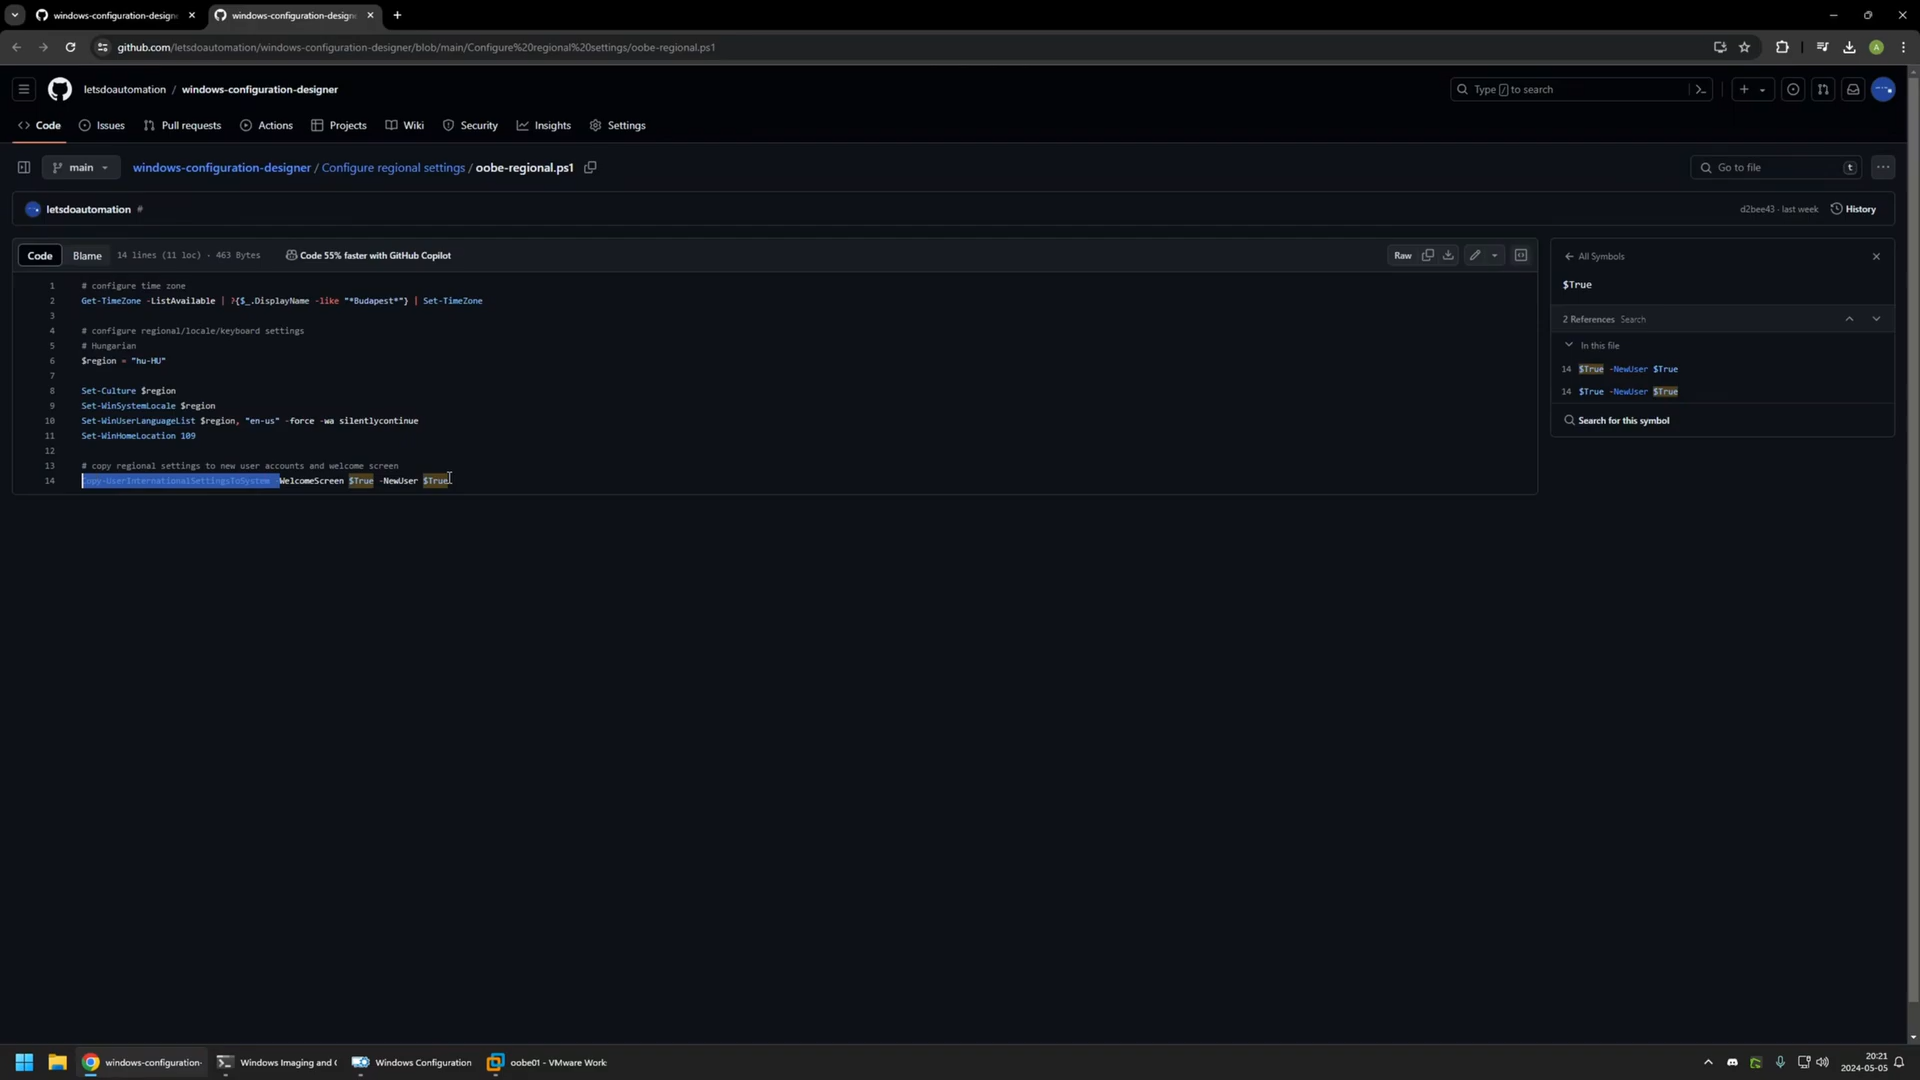 windows-configuration-design
windows-configuration-design
github.com/letsdoautomation/windows-configuration-designer/blob/main/Configure%20regional%20settings/oobe-regional.ps1
A
letsdoautomation / windows-configuration-designer
Type / to search
Code
Issues
Pull requests
Actions
Projects
Wiki
Security
Insights
Settings
main
windows-configuration-designer / Configure regional settings / oobe-regional.ps1
Go to file
t
letsdoautomation #
d2bee43 · last week
History
Code
Blame
14 lines (11 loc) · 463 Bytes
Code 55% faster with GitHub Copilot
Raw
1 # configure time zone
2 Get-TimeZone -ListAvailable | ?{$_.DisplayName -like "*Budapest*"} | Set-TimeZone
3
4 # configure regional/locale/keyboard settings
5 # Hungarian
6 $region = "hu-HU"
7
8 Set-Culture $region
9 Set-WinSystemLocale $region
10 Set-WinUserLanguageList $region, "en-us" -force -wa silentlycontinue
11 Set-WinHomeLocation 109
12
13 # copy regional settings to new user accounts and welcome screen
14 Copy-UserInternationalSettingsToSystem -WelcomeScreen $True -NewUser $True
All Symbols
$True
2 References Search
In this file
14 $True -NewUser $True
14 $True -NewUser $True
Search for this symbol
windows-configuration-
Windows Imaging and C
Windows Configuration
oobe01 - VMware Work
20:21
2024-05-05